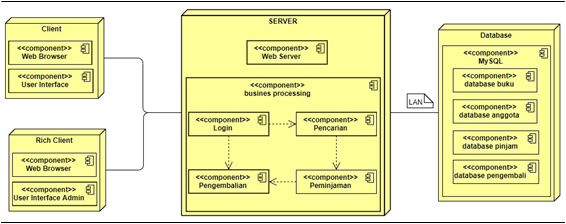 Client
<<component>>
Web Browser
<<component>>
User Interface
Rich Client
<<component>>
Web Browser
<<component>>
User Interface Admin
SERVER
<<component>>
Web Server
<<component>>
busines processing
<<component>>
Login
<<component>>
Pencarian
<<component>>
Pengembalian
<<component>>
Peminjaman
LAN
Database
<<component>>
MySQL
<<component>>
database buku
<<component>>
database anggota
<<component>>
database pinjam
<<component>>
database pengembali